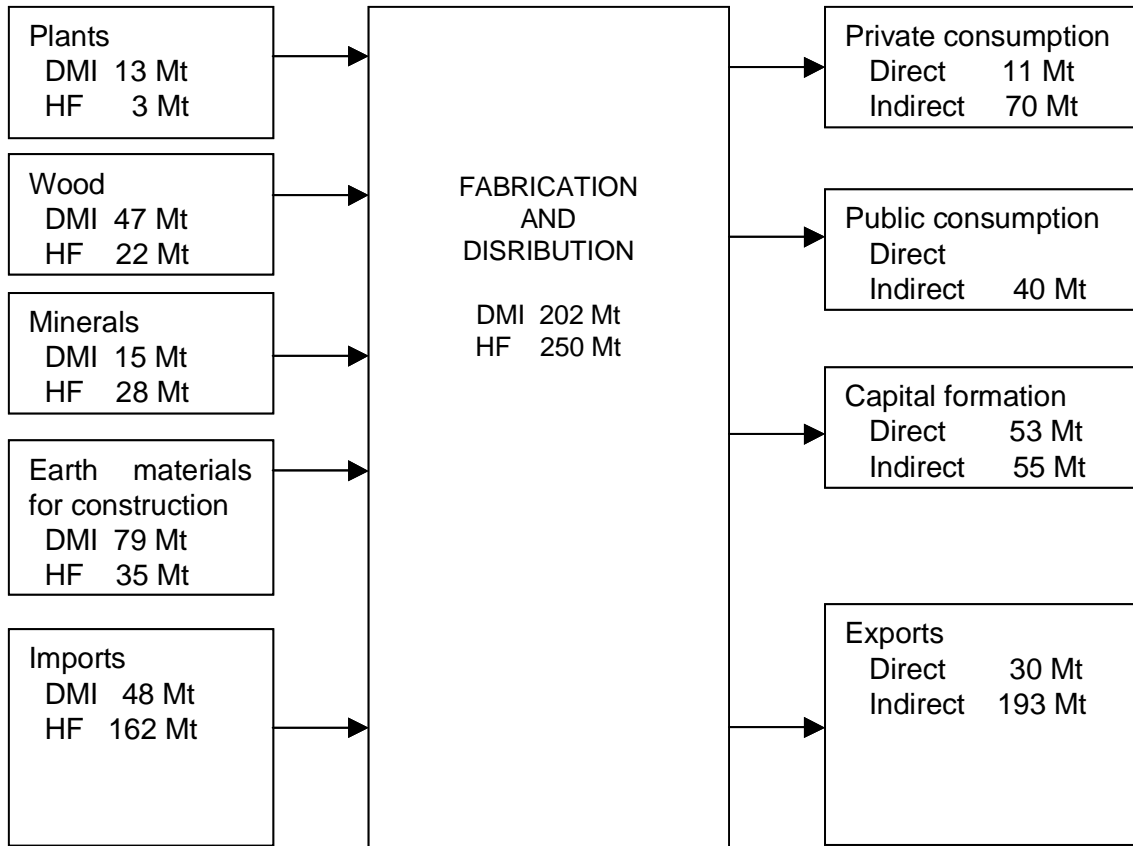 Plants
DMI 13 Mt
HF 3 Mt
Wood
DMI 47 Mt
HF 22 Mt
Minerals
DMI 15 Mt
HF 28 Mt
Earth materials
for construction
DMI 79 Mt
HF 35 Mt
Imports
DMI 48 Mt
HF 162 Mt
FABRICATION
AND
DISRIBUTION
DMI 202 Mt
HF 250 Mt
Private consumption
Direct 11 Mt
Indirect 70 Mt
Public consumption
Direct
Indirect 40 Mt
Capital formation
Direct 53 Mt
Indirect 55 Mt
Exports
Direct 30 Mt
Indirect 193 Mt